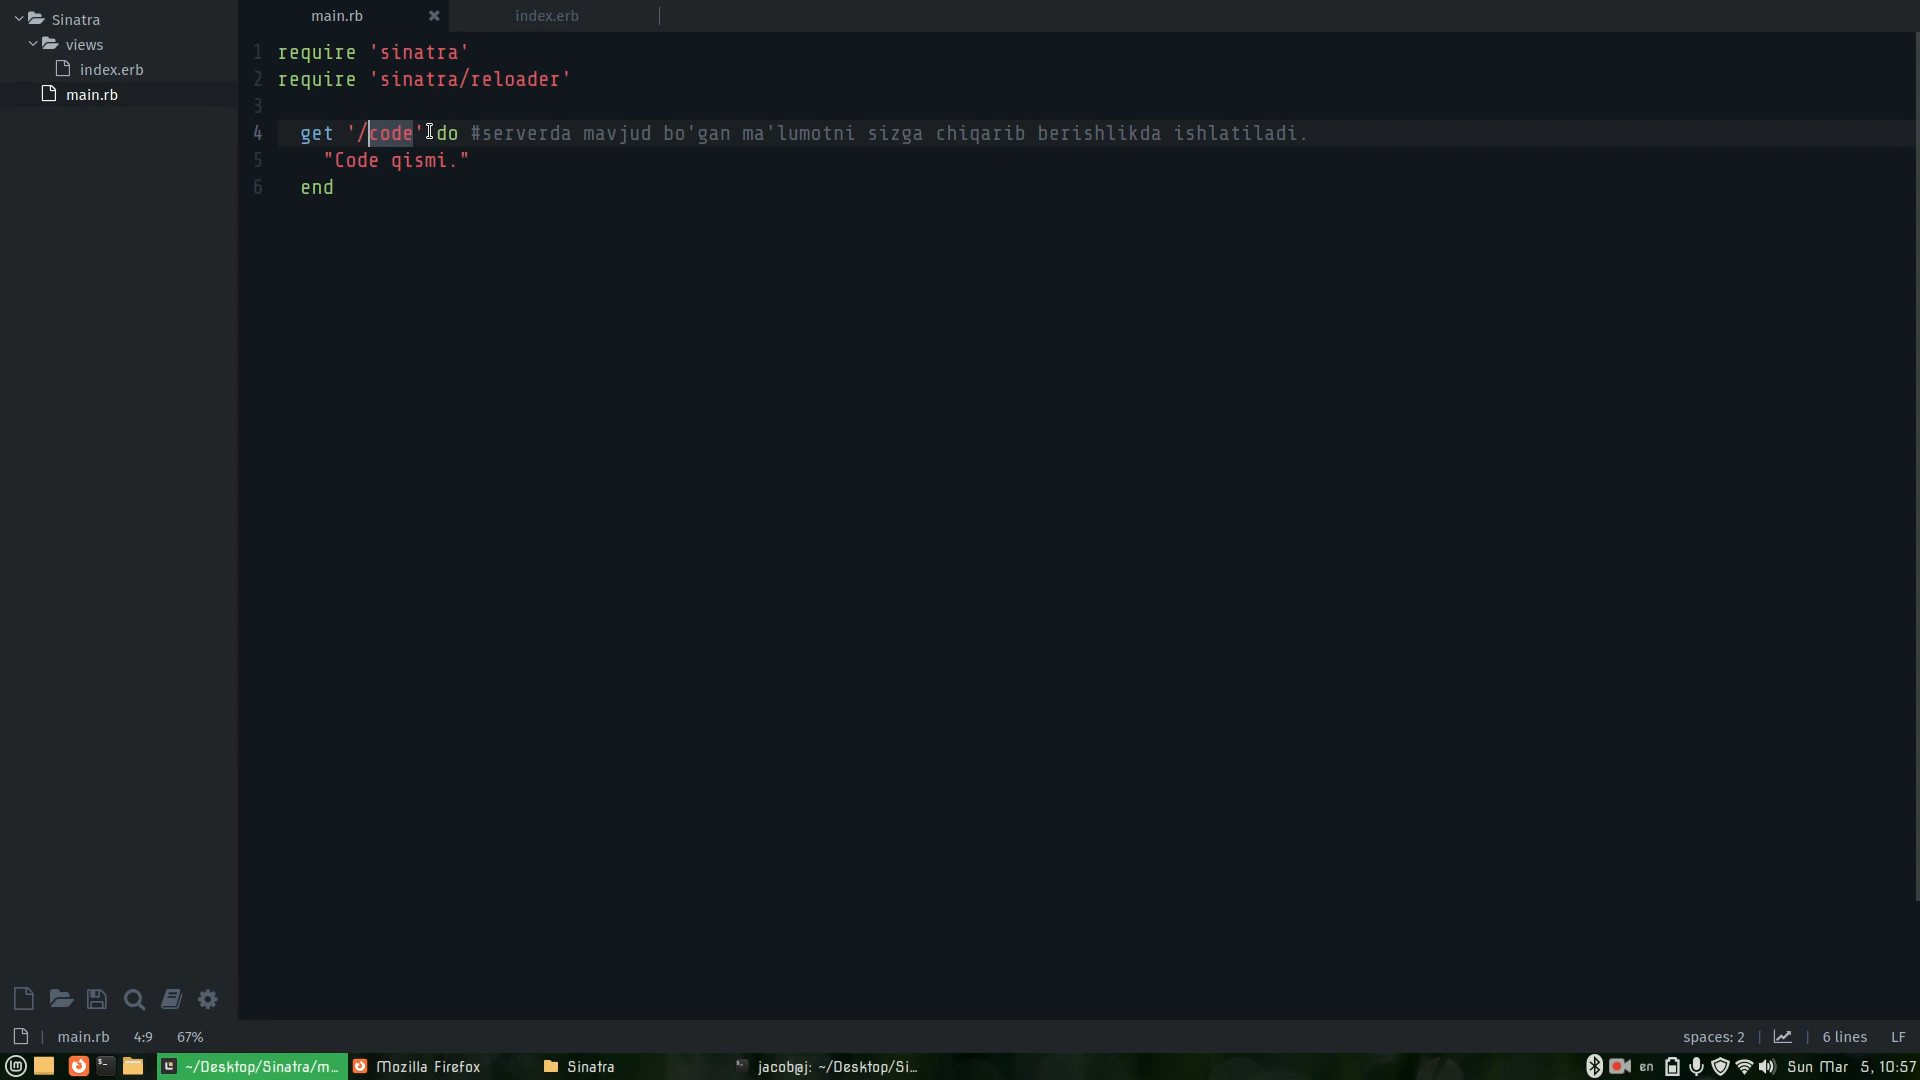 Sinatra
views
index.erb
main.rb
main.rb
index.erb
1 require 'sinatra'
2 require 'sinatra/reloader'
3
4 get '/code' do #serverda mavjud bo'gan ma'lumotni sizga chiqarib berishlikda ishlatiladi.
5 "Code qismi."
6 end
main.rb 4:9 67%
spaces: 2 6 lines LF
~/Desktop/Sinatra/m... Mozilla Firefox Sinatra jacob@j: ~/Desktop/Si... en Sun Mar 5, 10:57